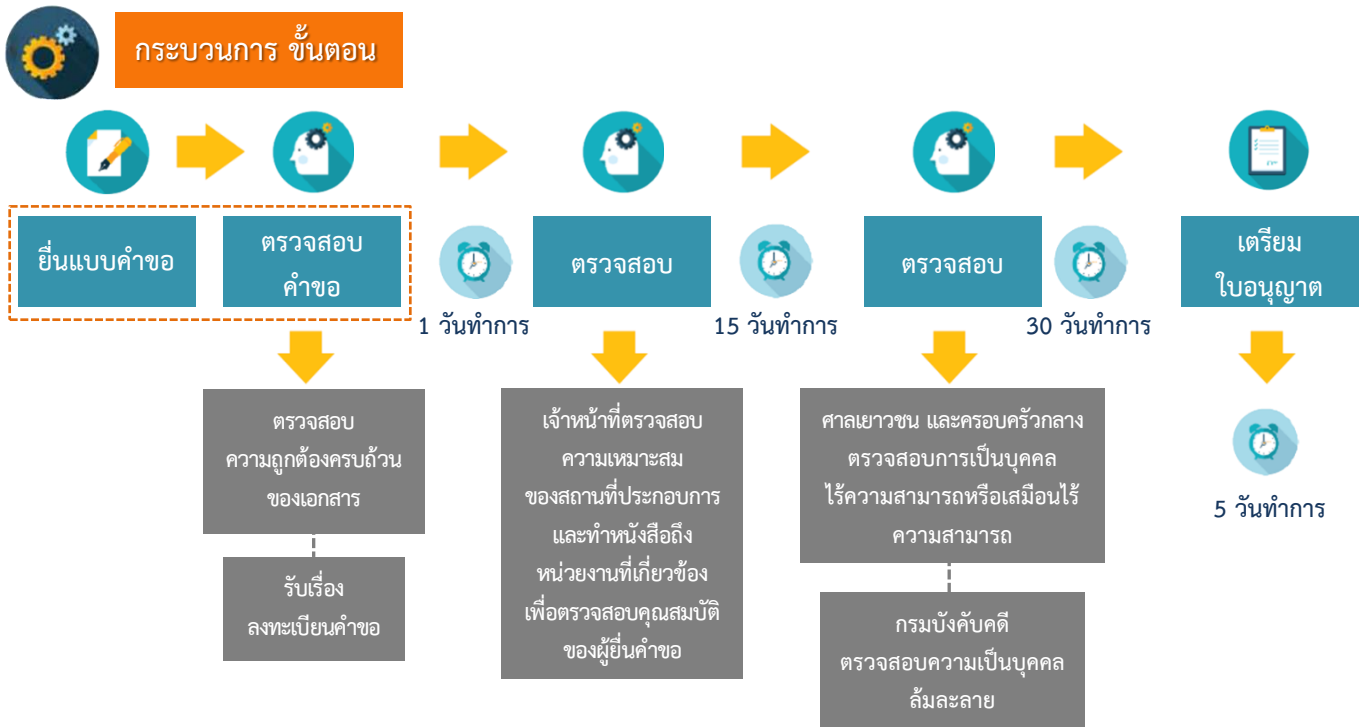 กระบวนการ ขั้นตอน
ยื่นแบบคำขอ
ตรวจสอบ
คำขอ
1 วันทำการ
ตรวจสอบ
15 วันทำการ
ตรวจสอบ
30 วันทำการ
เตรียม
ใบอนุญาต
ตรวจสอบ
ความถูกต้องครบถ้วน
ของเอกสาร
รับเรื่อง
ลงทะเบียนคำขอ
เจ้าหน้าที่ตรวจสอบ
ความเหมาะสม
ของสถานที่ประกอบการ
และทำหนังสือถึง
หน่วยงานที่เกี่ยวข้อง
เพื่อตรวจสอบคุณสมบัติ
ของผู้ยื่นคำขอ
ศาลเยาวชน และครอบครัวกลาง
ตรวจสอบการเป็นบุคคล
ไร้ความสามารถหรือเสมือนไร้
ความสามารถ
กรมบังคับคดี
ตรวจสอบความเป็นบุคคล
ล้มละลาย
5 วันทำการ